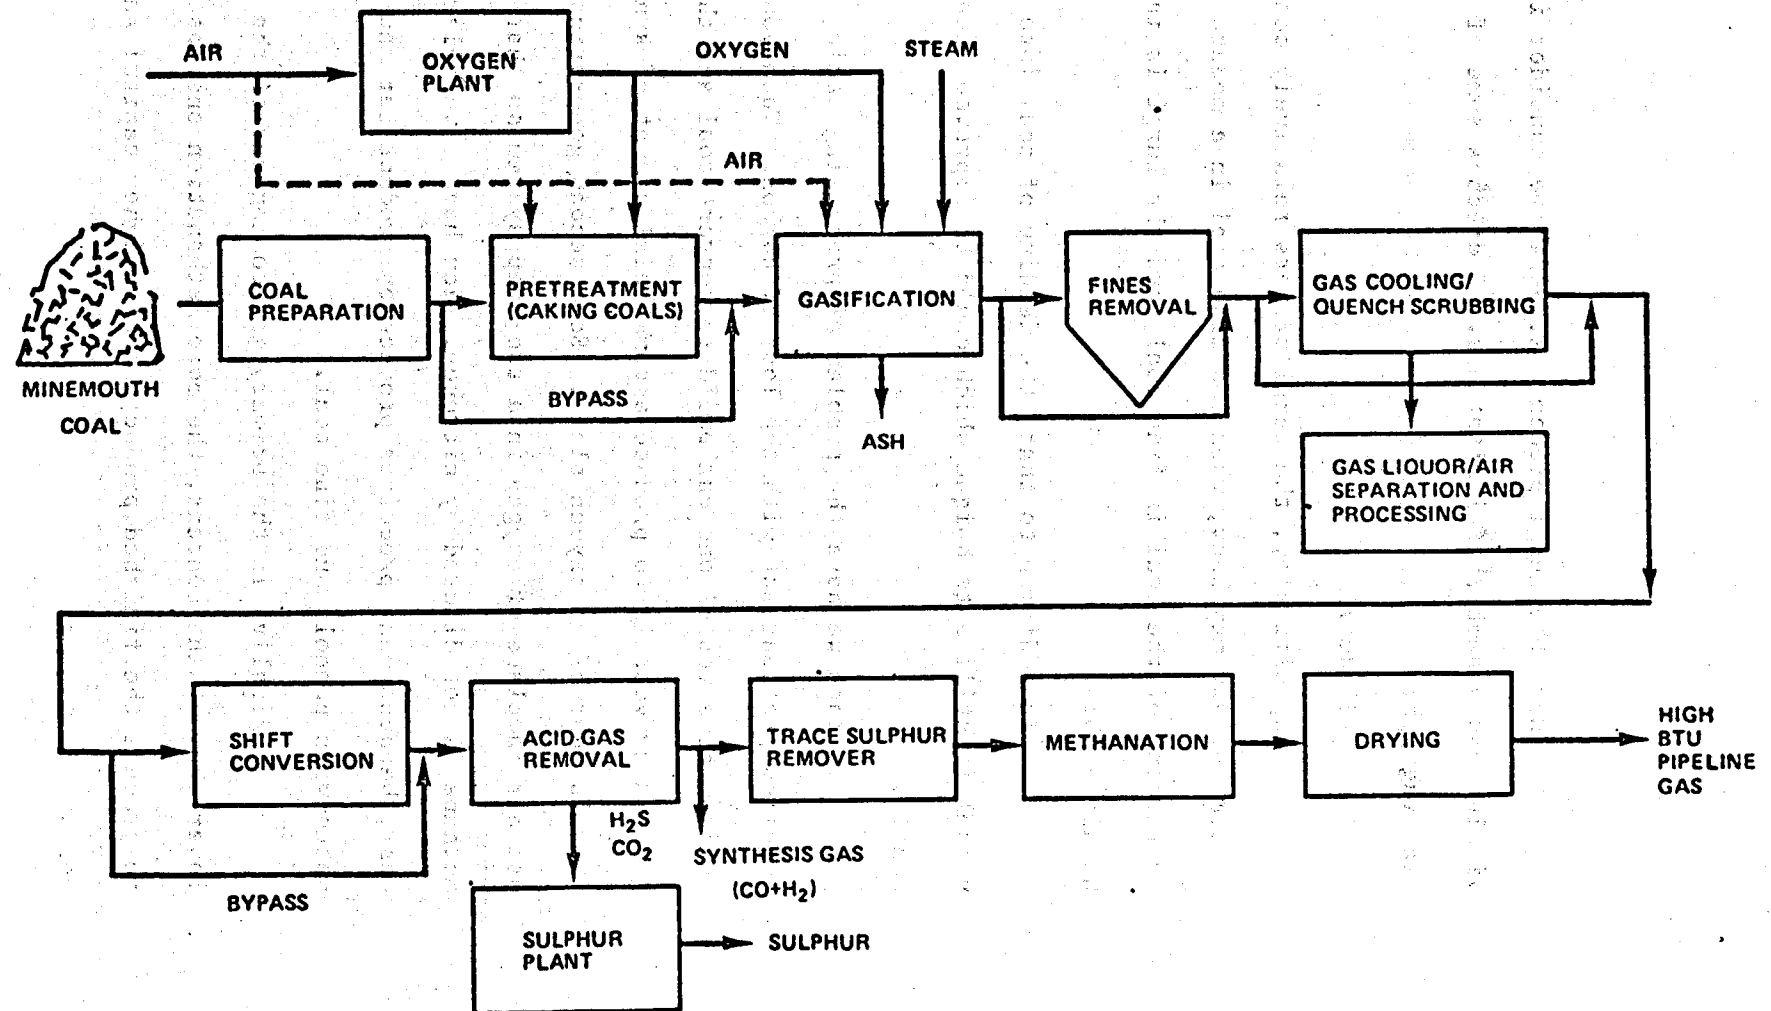 AIR
OXYGEN
PLANT
OXYGEN
STEAM
AIR
MINEMOUTH
COAL
COAL
PREPARATION
PRETREATMENT
(CAKING COALS)
BYPASS
GASIFICATION
ASH
FINES
REMOVAL
GAS COOLING/
QUENCH SCRUBBING
GAS LIQUOR/AIR
SEPARATION AND
PROCESSING
SHIFT
CONVERSION
BYPASS
ACID GAS
REMOVAL
H₂S
CO₂
SULPHUR
PLANT
SULPHUR
SYNTHESIS GAS
(CO+H₂)
TRACE SULPHUR
REMOVER
METHANATION
DRYING
HIGH
BTU
PIPELINE
GAS